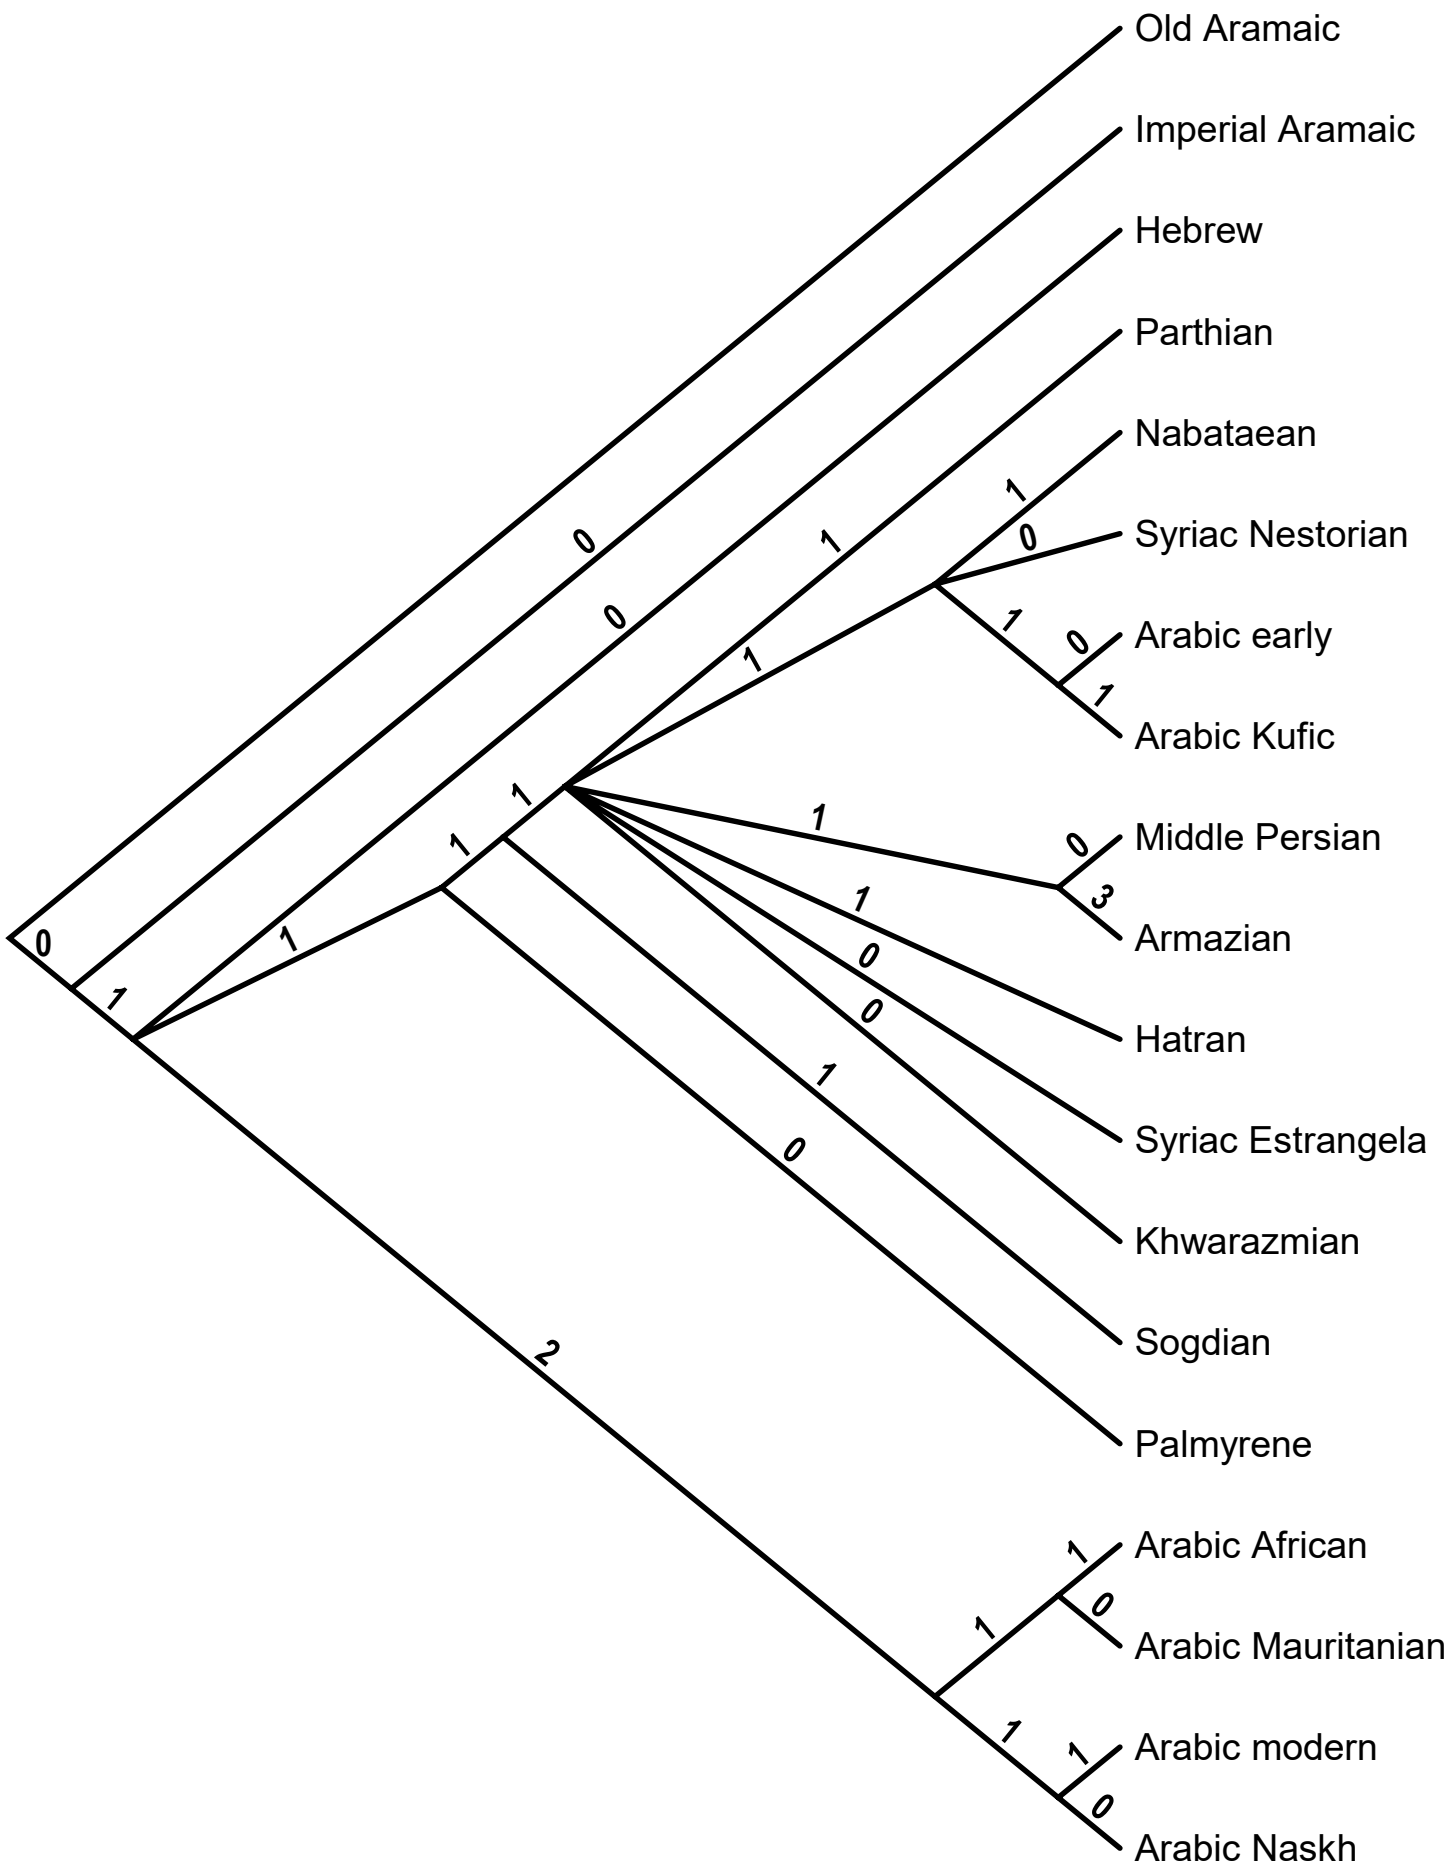 Old Aramaic
Imperial Aramaic
Hebrew
Parthian
Nabataean
1
0
Syriac Nestorian
0
1
0
1
0
Arabic early
1
1
Arabic Kufic
1
1
0
Middle Persian
1
1
3
Armazian
0
1
0
1
0
Hatran
1
0
Syriac Estrangela
Khwarazmian
2
Sogdian
Palmyrene
1
Arabic African
1
0
Arabic Mauritanian
1
1
Arabic modern
0
Arabic Naskh